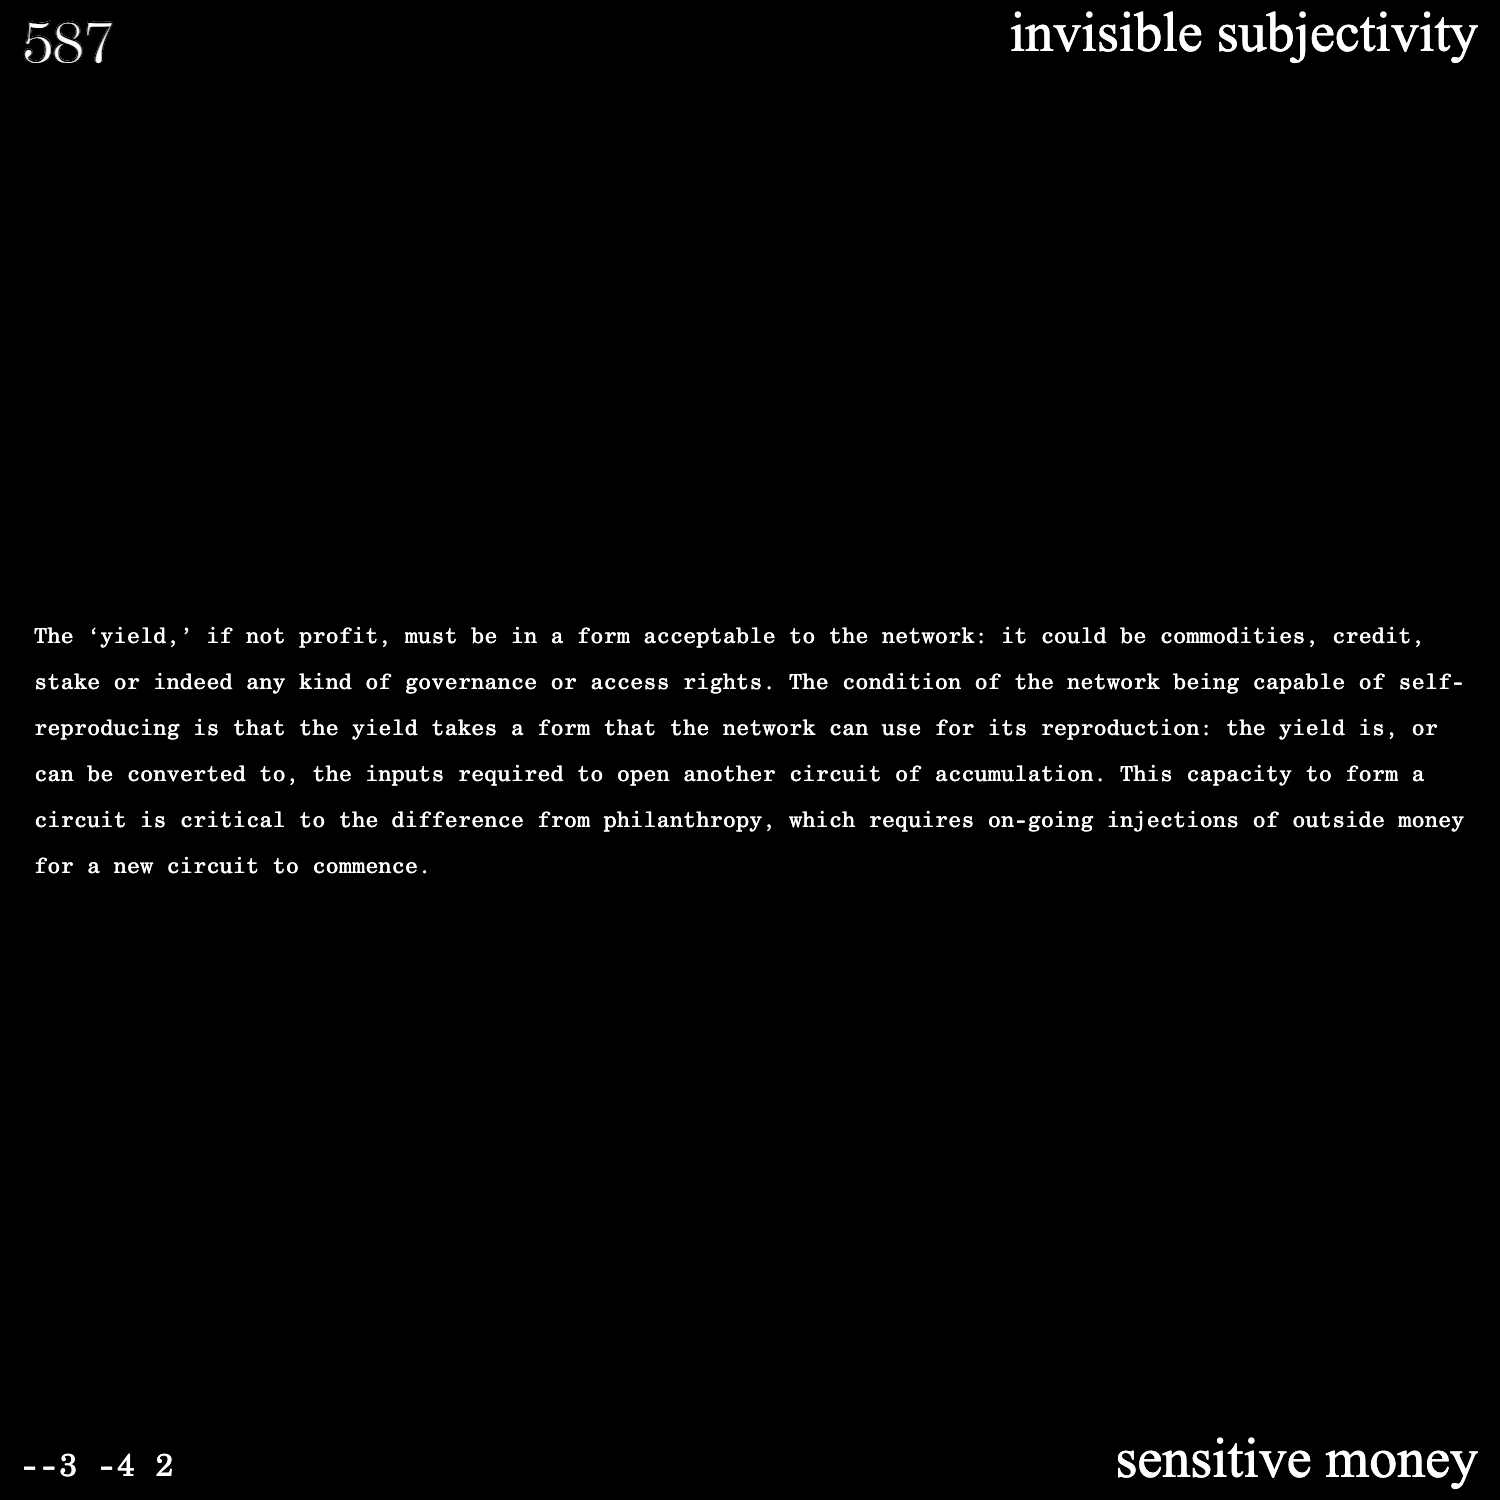 587
invisible subjectivity
The ‘yield,’ if not profit, must be in a form acceptable to the network: it could be commodities, credit,
stake or indeed any kind of governance or access rights. The condition of the network being capable of self-
reproducing is that the yield takes a form that the network can use for its reproduction: the yield is, or
can be converted to, the inputs required to open another circuit of accumulation. This capacity to form a
circuit is critical to the difference from philanthropy, which requires on-going injections of outside money
for a new circuit to commence.
--3 -4 2
sensitive money